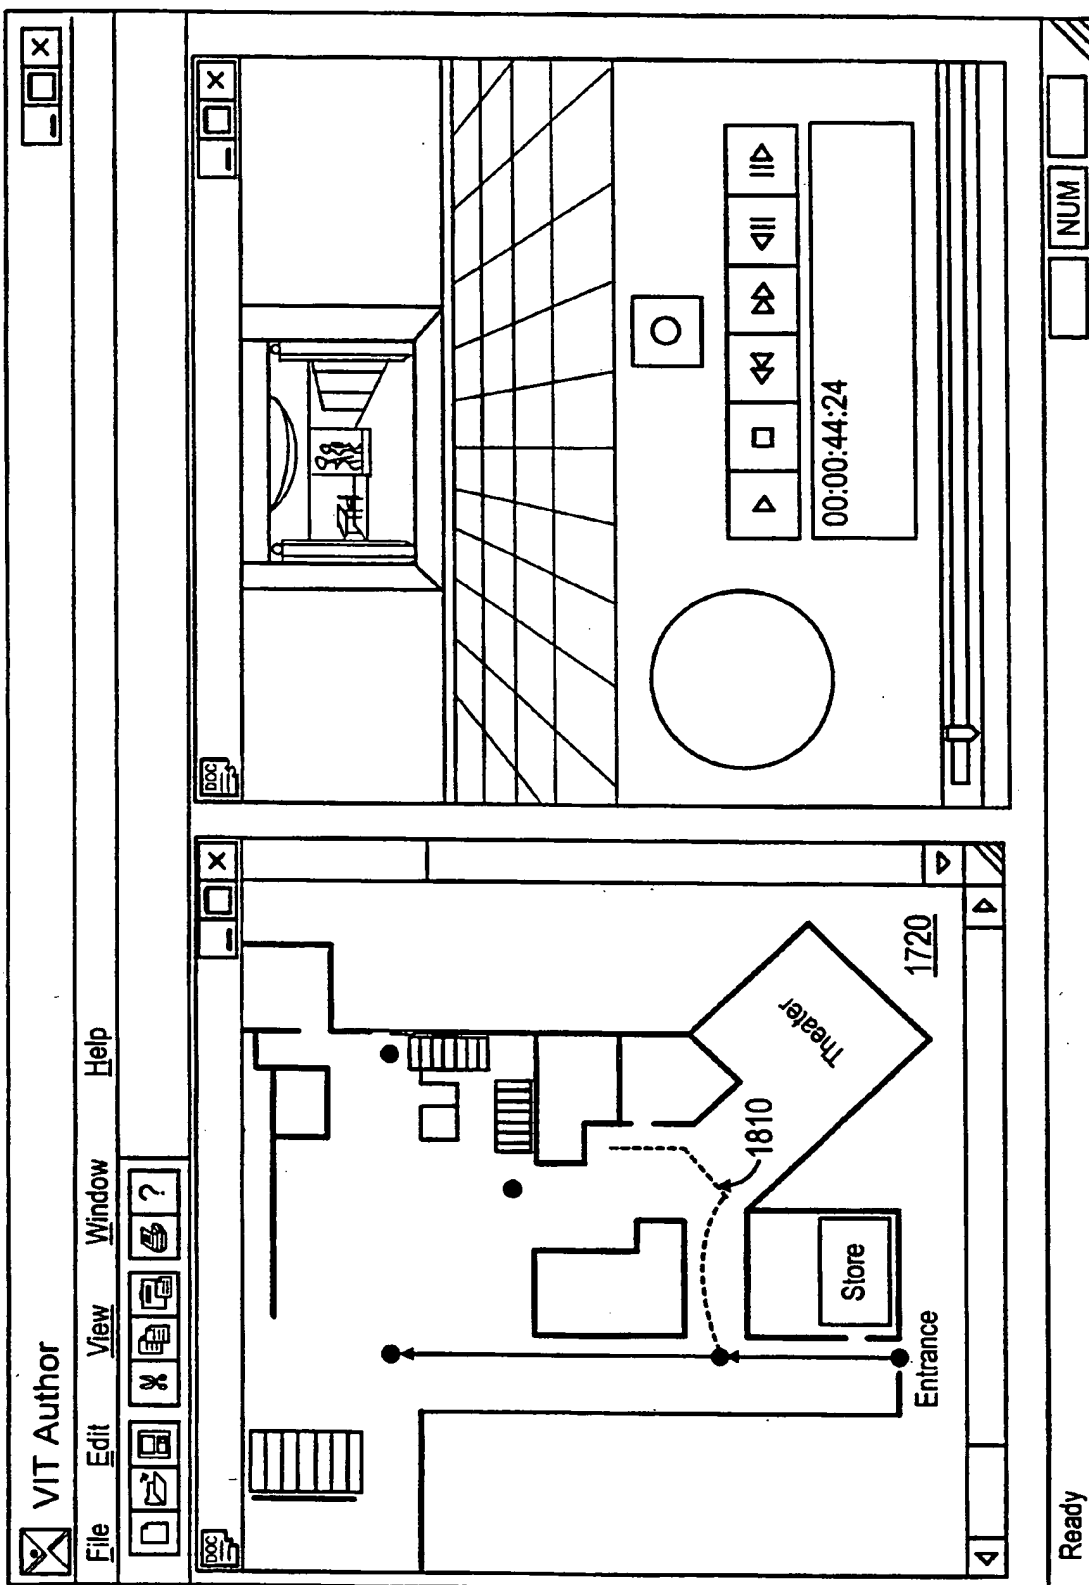 VIT Author
File Edit View Window Help
?
DOC
DOC
Theater
1810
Store
Entrance
1720
00:00:44:24
Ready
NUM